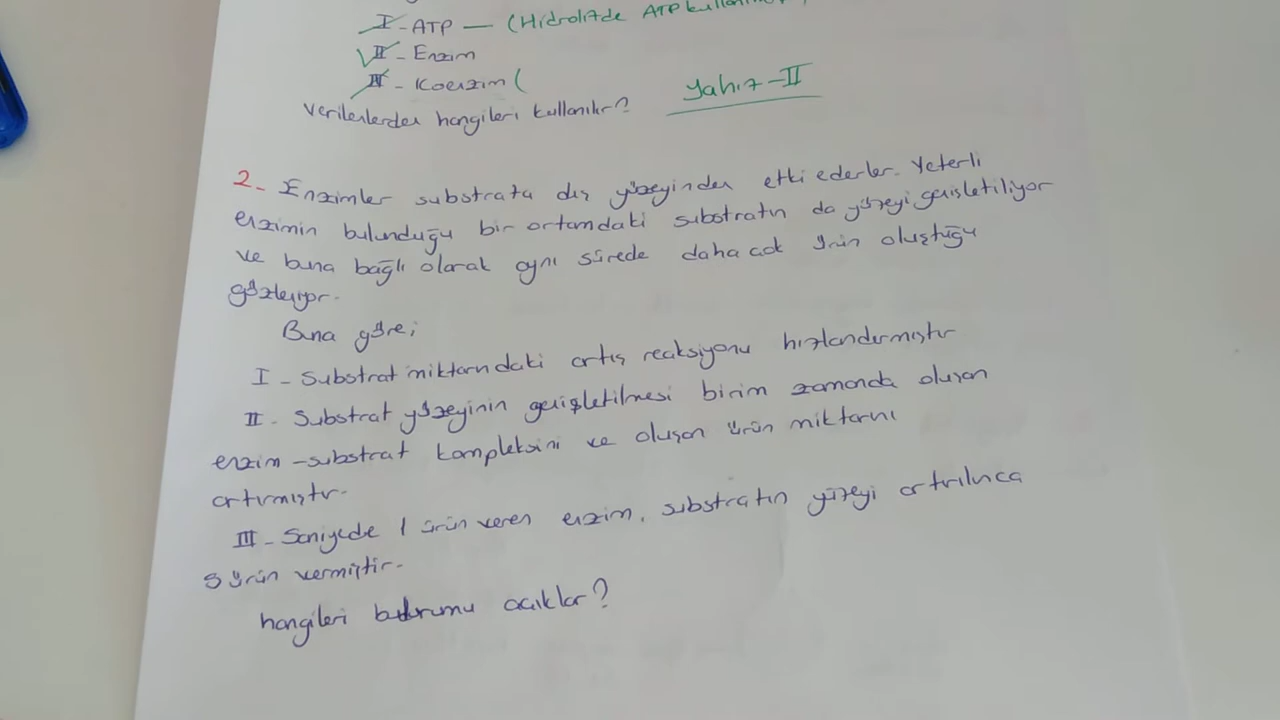 I - ATP — (Hidrolizde ATP kullanılmaz)
II - Enzim
IV - Koenzim (
verilenlerden hangileri kullanılır? Yalnız-II
2- Enzimler substrata dış yüzeyinden etki ederler. Yeterli
enzimin bulunduğu bir ortamdaki substratın da yüzeyi genişletiliyor
ve buna bağlı olarak aynı sürede daha çok ürün oluştuğu
gözleniyor.
Buna göre;
I - Substrat miktarındaki artış reaksiyonu hızlandırmıştır
II - Substrat yüzeyinin genişletilmesi birim zamanda oluşan
enzim-substrat kompleksini ve oluşan ürün miktarını
artırmıştır.
III - Saniyede 1 ürün veren enzim, substratın yüzeyi artırılınca
5 ürün vermiştir.
hangileri bu durumu açıklar?